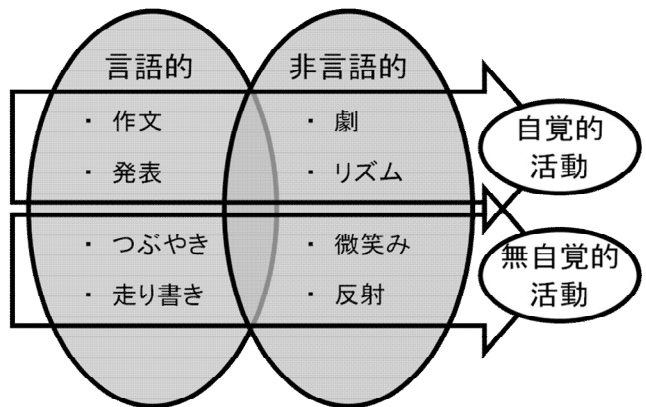 言語的
非言語的
・ 作文
・ 劇
・ 発表
・ リズム
自覚的
活動
・ つぶやき
・ 微笑み
・ 走り書き
・ 反射
無自覚的
活動